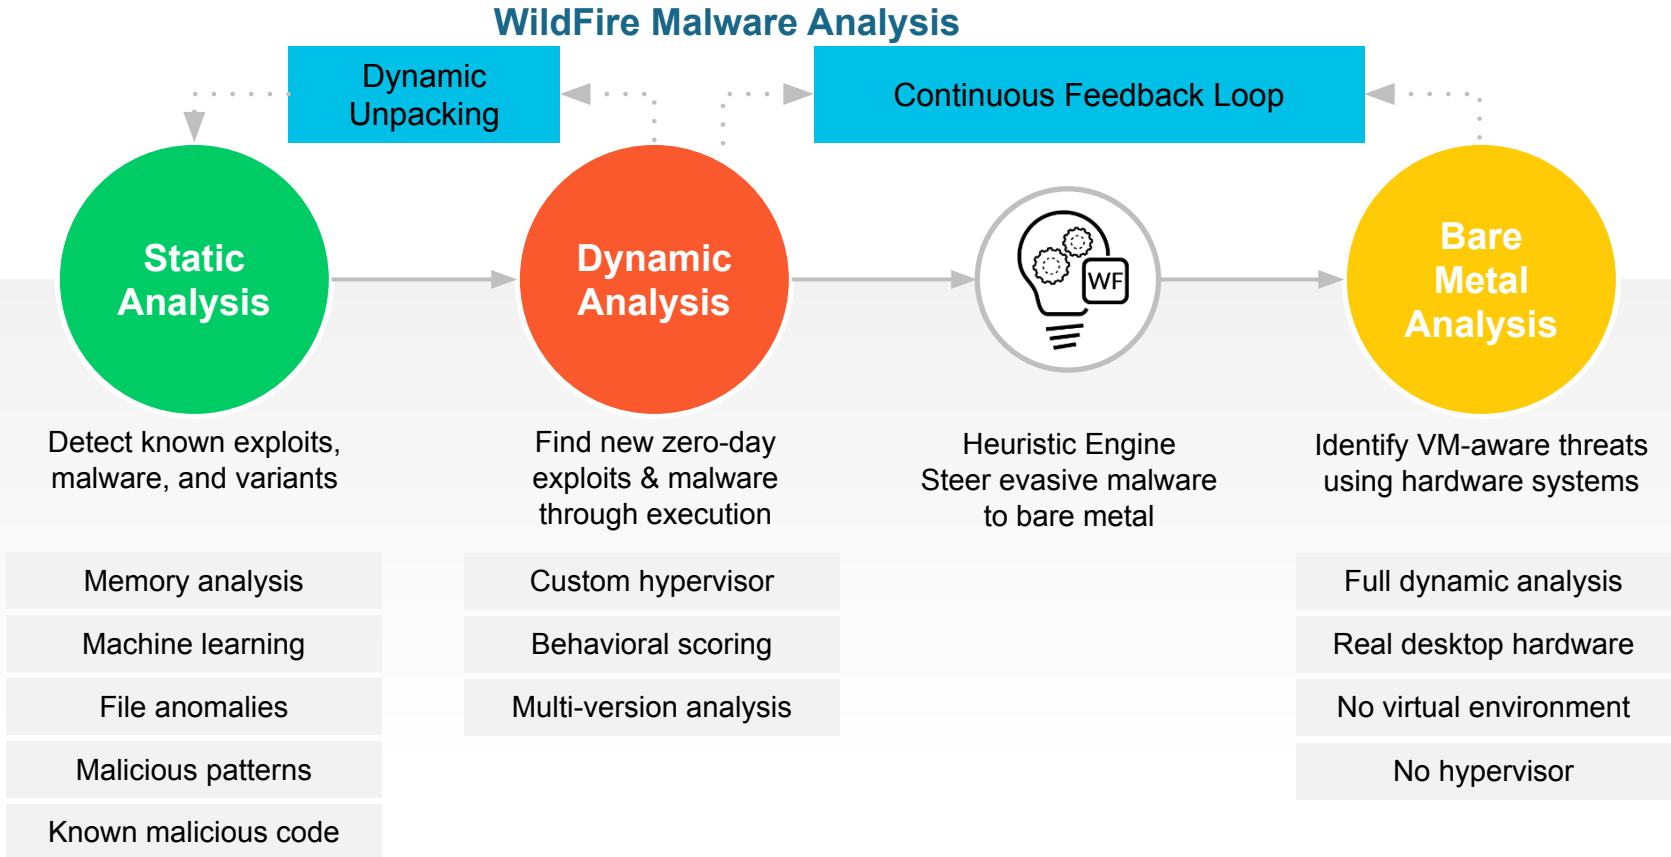 WildFire Malware Analysis
Dynamic
Unpacking
Continuous Feedback Loop
Static
Analysis
Dynamic
Analysis
WF
Bare
Metal
Analysis
Detect known exploits,
malware, and variants
Find new zero-day
exploits & malware
through execution
Heuristic Engine
Steer evasive malware
to bare metal
Identify VM-aware threats
using hardware systems
Memory analysis
Machine learning
File anomalies
Malicious patterns
Known malicious code
Custom hypervisor
Behavioral scoring
Multi-version analysis
Full dynamic analysis
Real desktop hardware
No virtual environment
No hypervisor